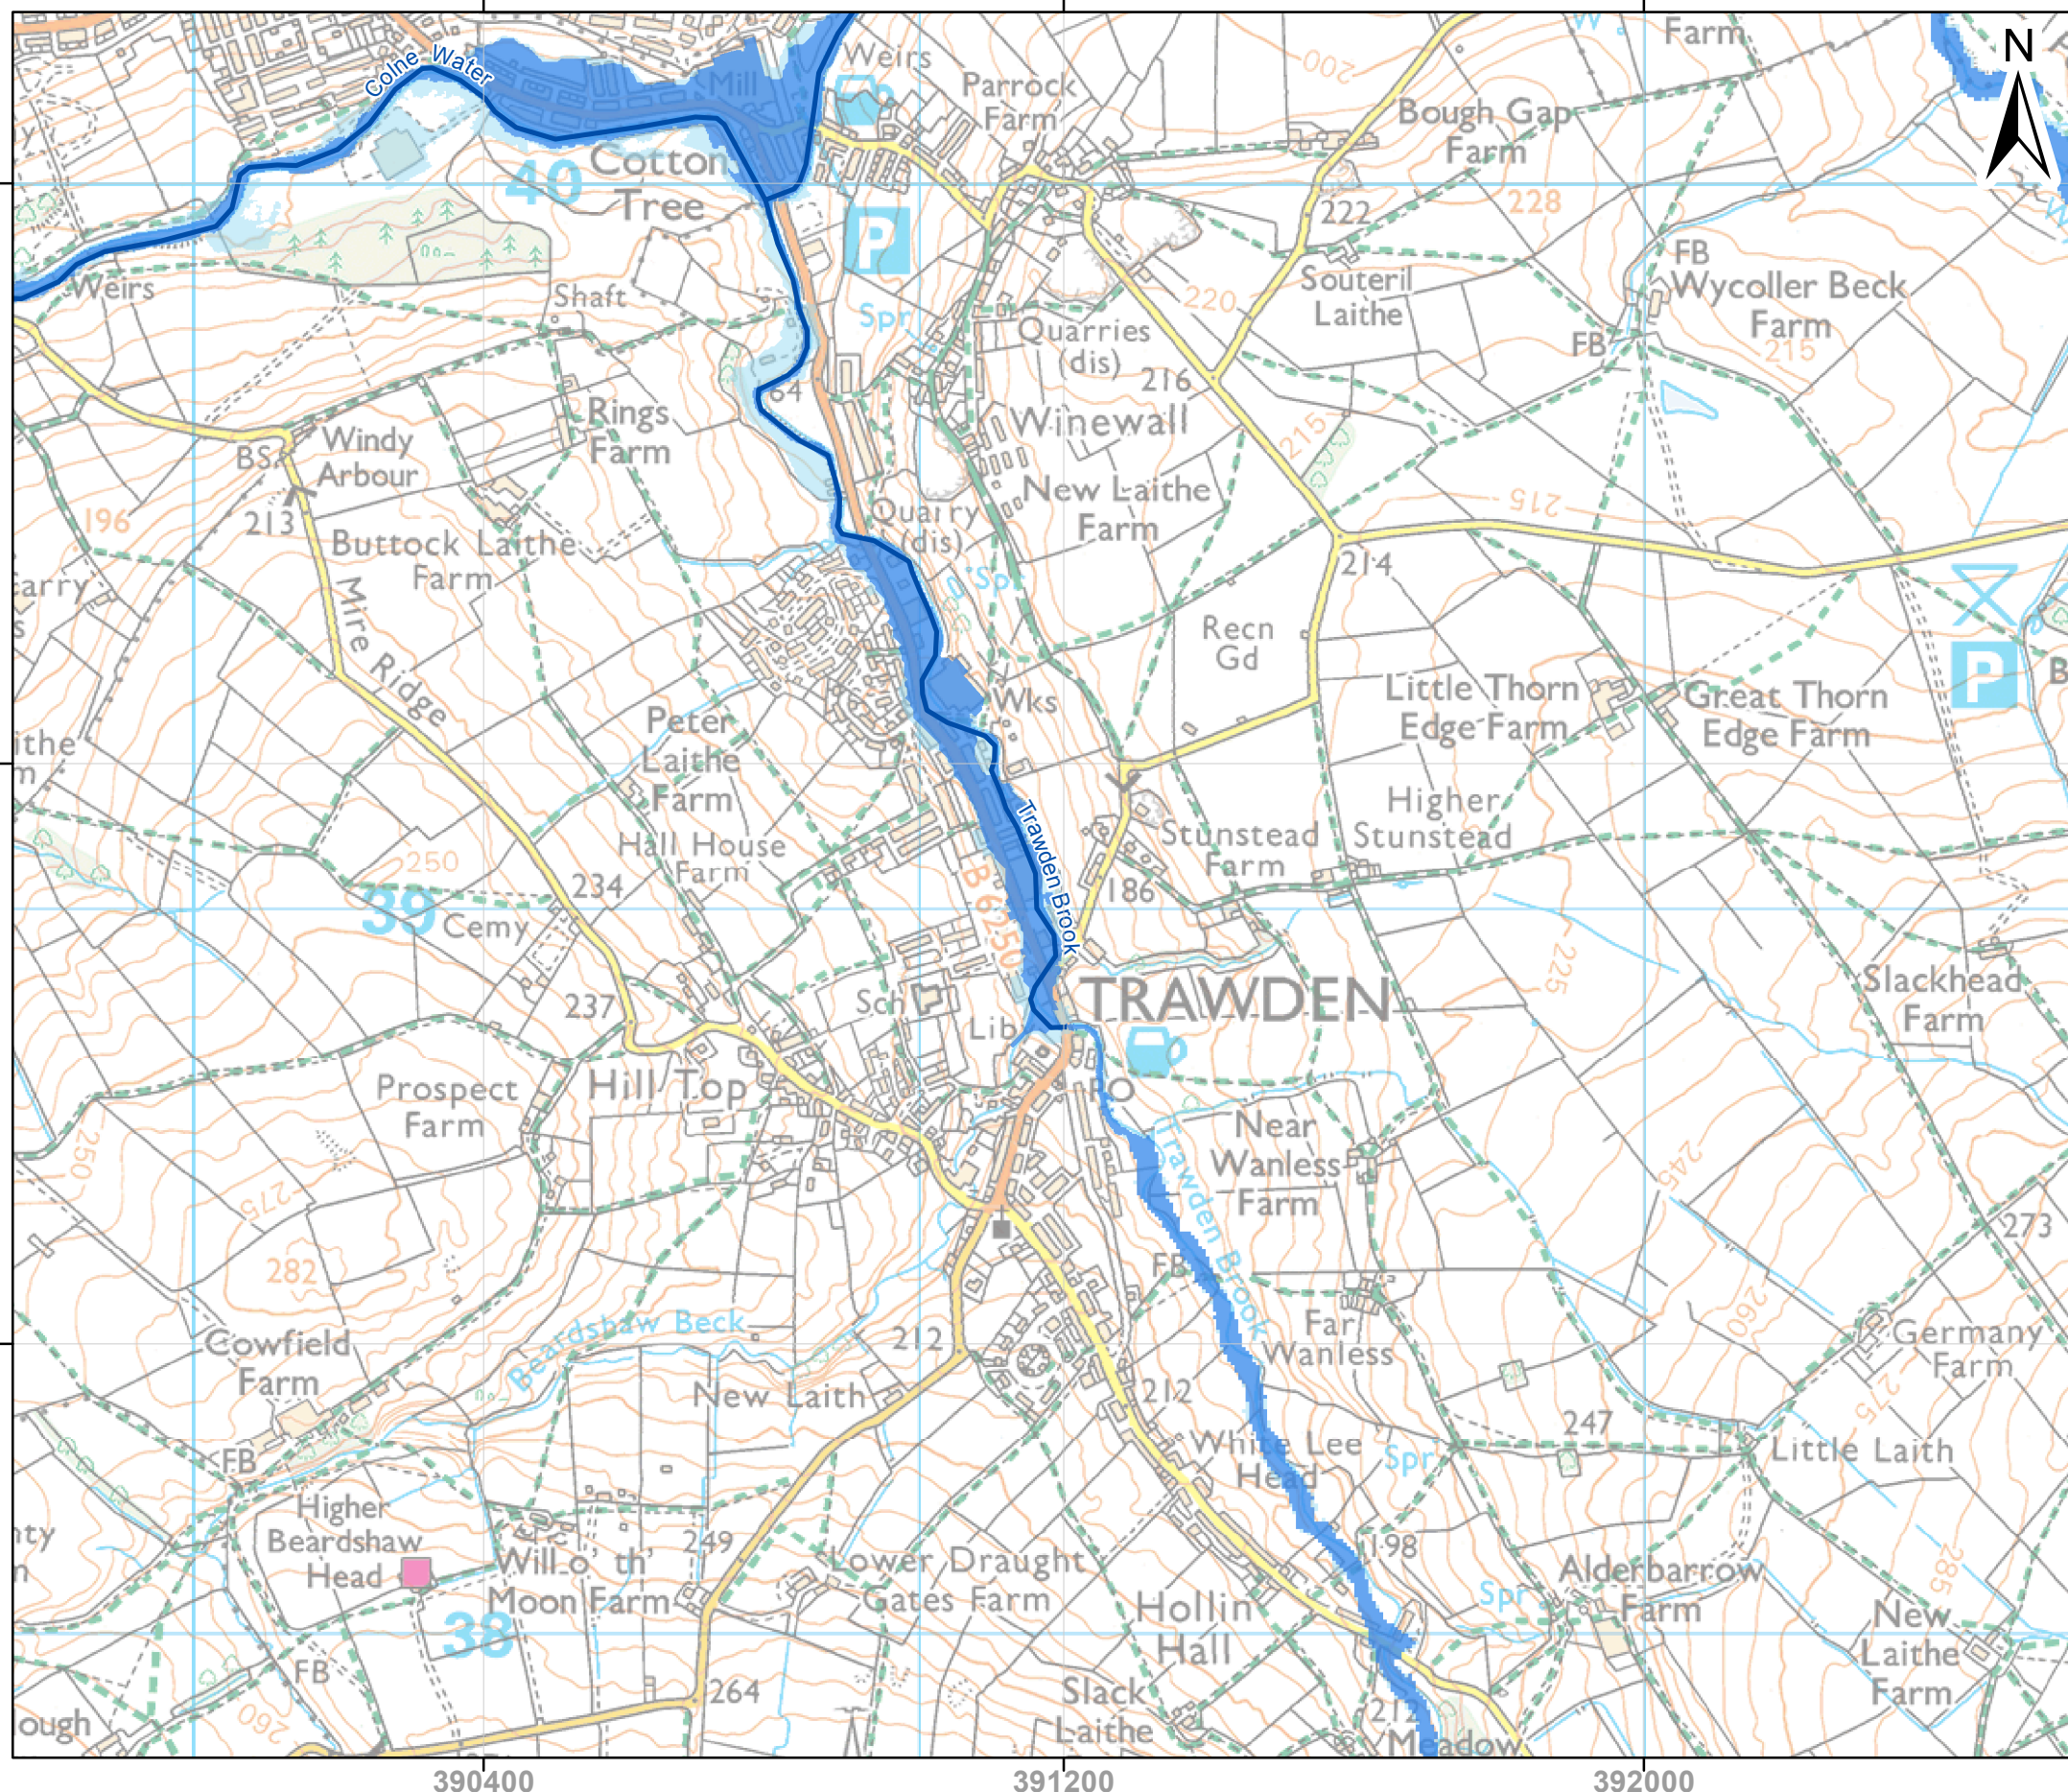 Colne Water
Weirs
Mill
Parrock
Farm
Farm
N
200
Bough Gap
Farm
40
Cotton
Tree
P
222
228
FB
Weirs
Shaft
Spr
Quarries
(dis)
220
Souteril
Laithe
Wycoller Beck
Farm
FB
215
216
64
Rings
Farm
Winewall
215
Windy
Arbour
BS
213
196
New Laithe
Farm
Quarry
(dis)
215
Buttock Laithe
Farm
Spr
214
Mire Ridge
Recn
Gd
P
Wks
Little Thorn
Edge Farm
Great Thorn
Edge Farm
Peter
Laithe
Farm
Trawden Brook
Higher
Stunstead
Stunstead
Farm
Hall House
Farm
250
234
39
Cemy
B 6250
186
225
Slackhead
Farm
237
Sch
Lib
TRAWDEN
Prospect
Farm
Hill Top
PO
250
275
Near
Wanless
Farm
Trawden Brook
245
273
282
FB
Far
Wanless
260
Beardshaw Beck
212
Germany
Farm
Cowfield
Farm
New Laith
212
275
247
White Lee
Head
Spr
Little Laith
FB
Higher
Beardshaw
Head
Will o' th'
Moon Farm
249
198
Lower Draught
Gates Farm
Alderbarrow
Farm
285
Spr
Hollin
Hall
38
New
Laithe
Farm
FB
264
Slack
Laithe
212
Meadow
ough
260
390400
391200
392000